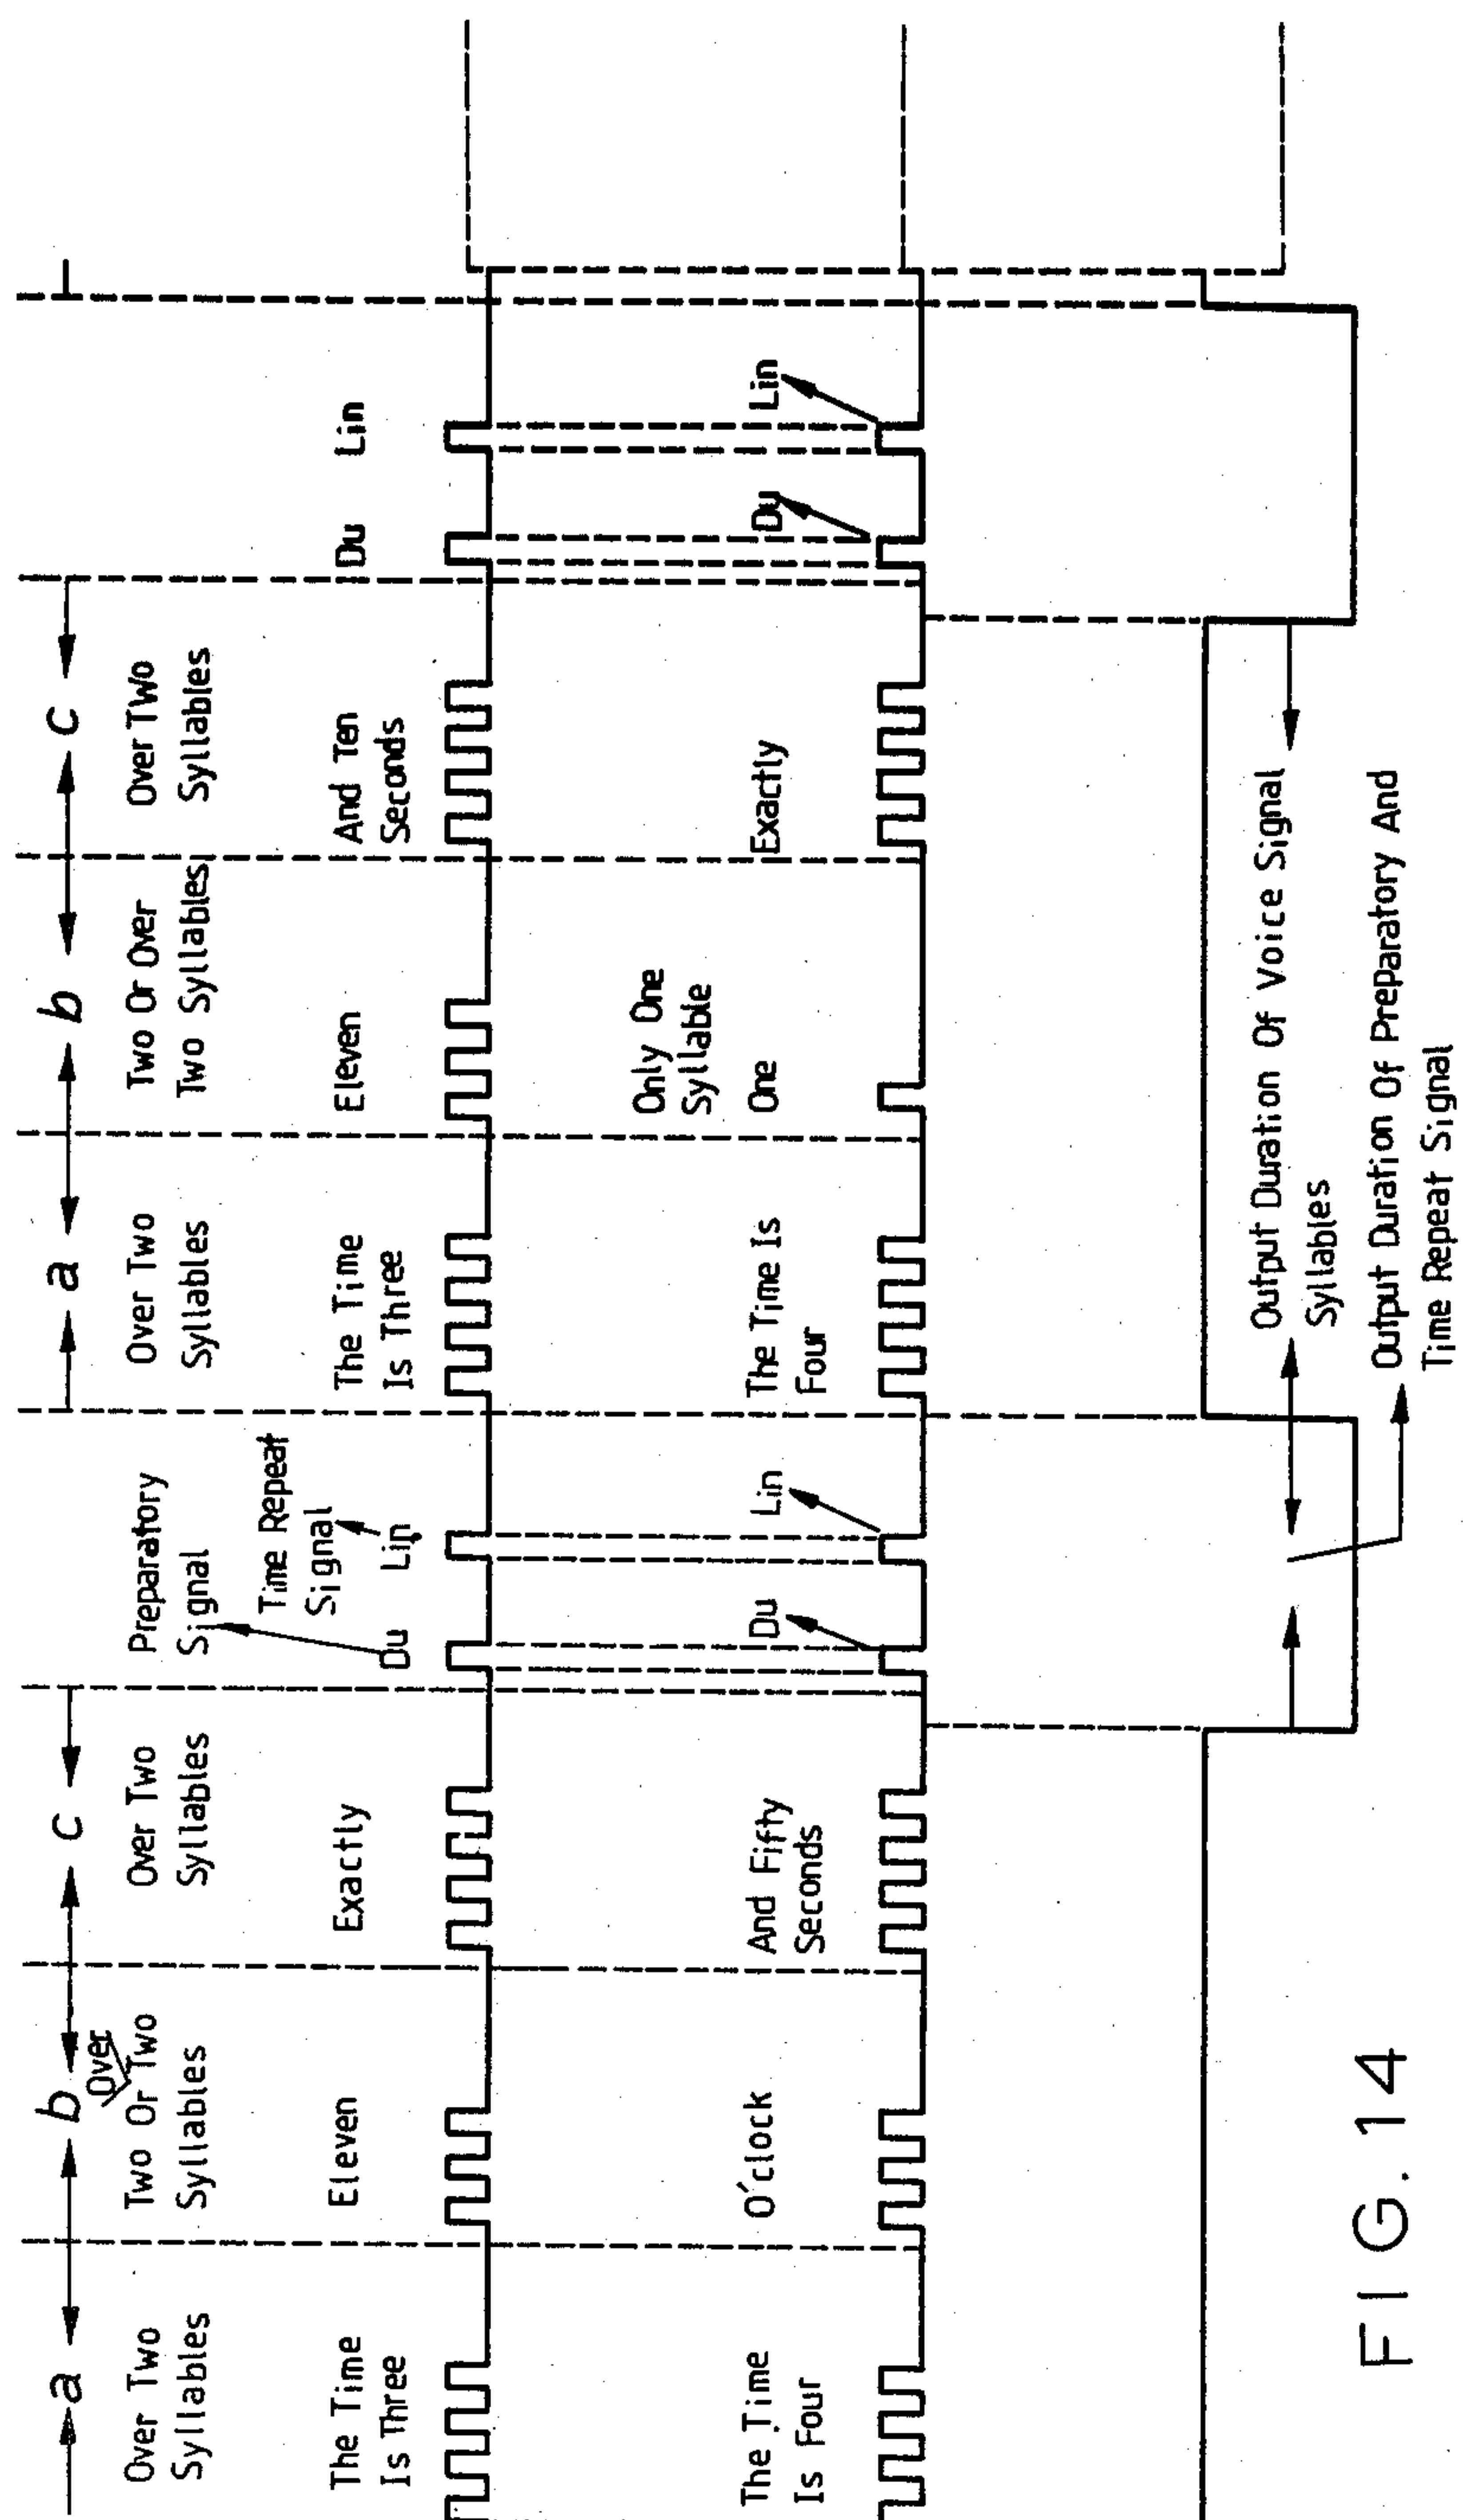 a
b
c
a
b
c
Over Two
Syllables
Over
Two Or Two
Syllables
Over Two
Syllables
Preparatory
Signal
Time Repeat
Signal
Over Two
Syllables
Two Or Over
Two Syllables
Over Two
Syllables
The Time
Is Three
Eleven
Exactly
Du
Lin
The Time
Is Three
Eleven
And Ten
Seconds
Du
Lin
The Time
Is Four
O'clock
And Fifty
Seconds
Du
Lin
The Time Is
Four
Only One
Syllable
One
Exactly
Du
Lin
Output Duration Of Voice Signal
Syllables
Output Duration Of Preparatory And
Time Repeat Signal
FIG. 14